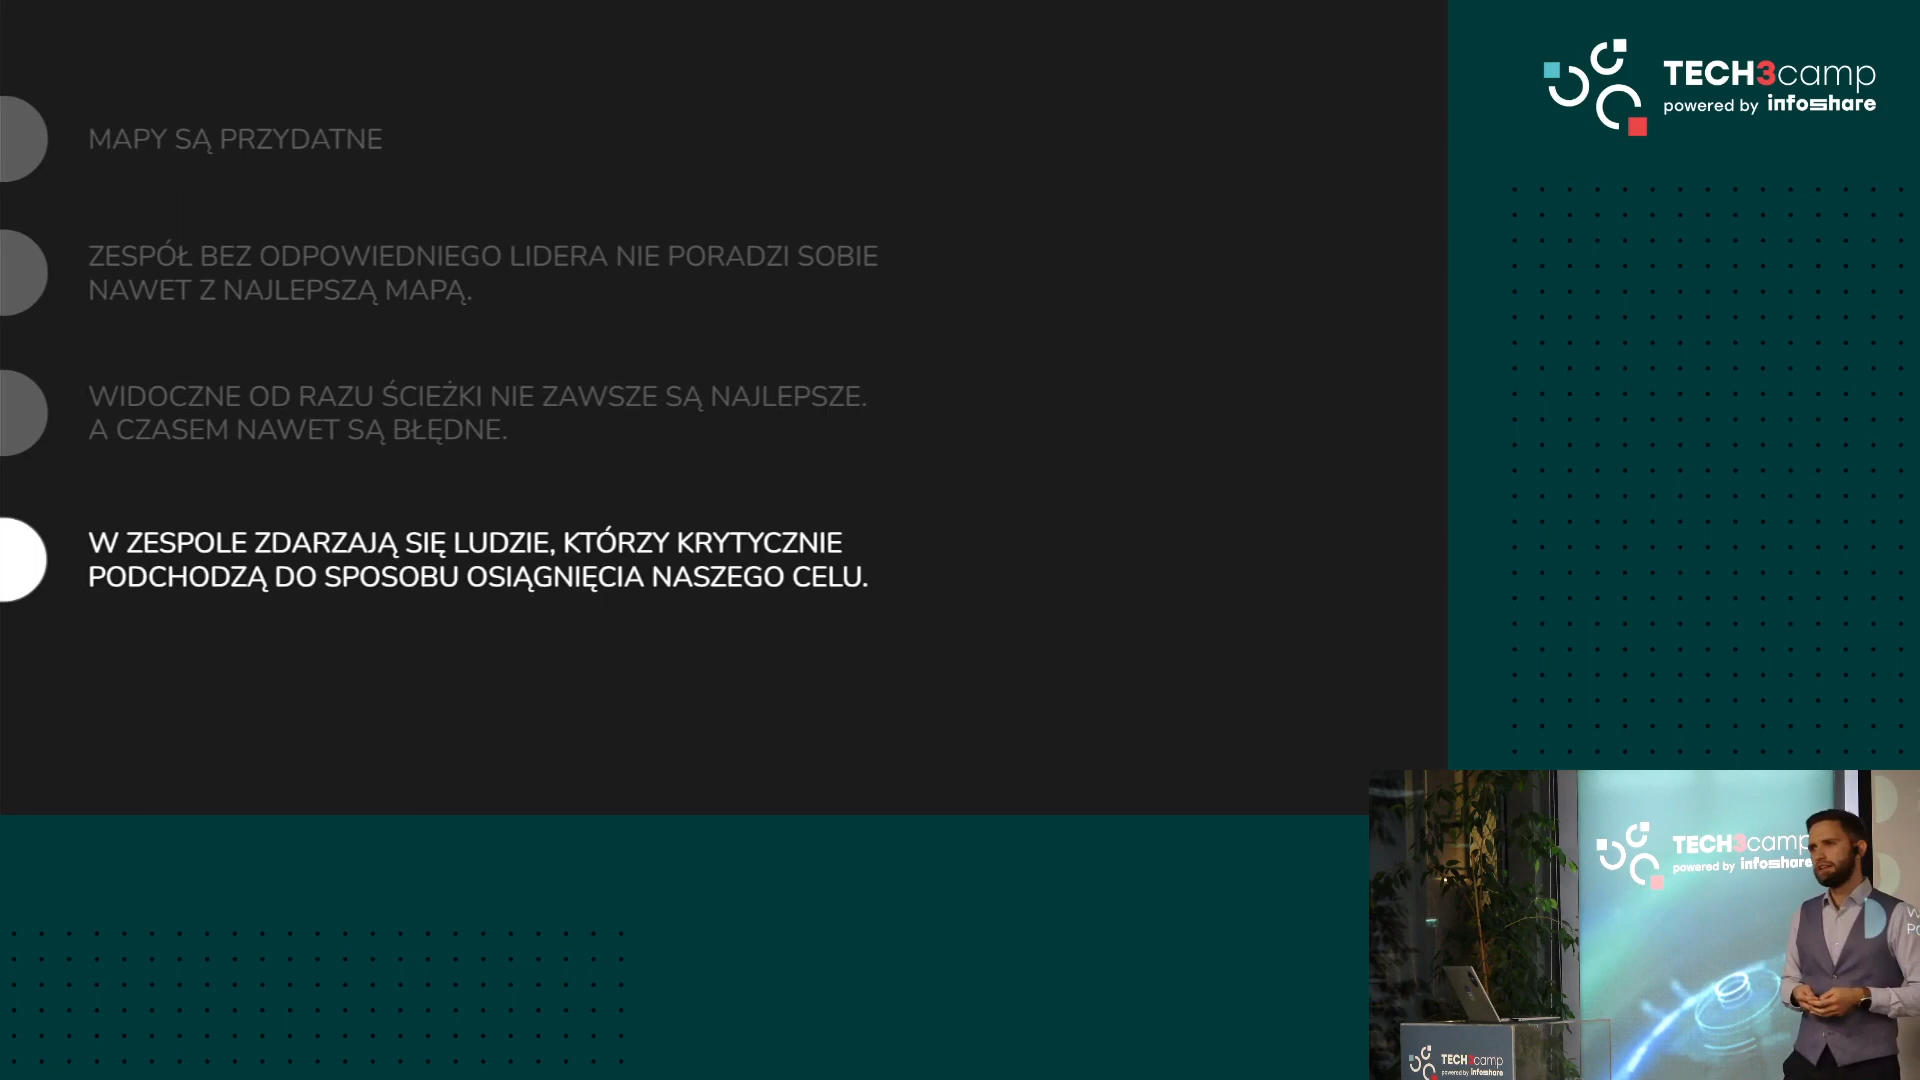 MAPY SĄ PRZYDATNE
ZESPÓŁ BEZ ODPOWIEDNIEGO LIDERA NIE PORADZI SOBIE
NAWET Z NAJLEPSZĄ MAPĄ.
WIDOCZNE OD RAZU ŚCIEŻKI NIE ZAWSZE SĄ NAJLEPSZE.
A CZASEM NAWET SĄ BŁĘDNE.
W ZESPOLE ZDARZAJĄ SIĘ LUDZIE, KTÓRZY KRYTYCZNIE
PODCHODZĄ DO SPOSOBU OSIĄGNIĘCIA NASZEGO CELU.
TECH3camp
powered by infoshare
TECH3camp
powered by infoshare
TECH3camp
powered by infoshare